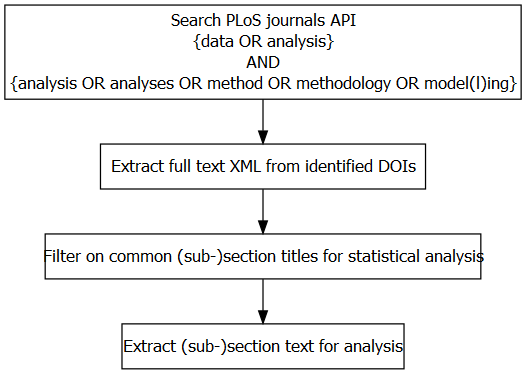 Search PLoS journals API
{data OR analysis}
AND
{analysis OR analyses OR method OR methodology OR model(l)ing}
Extract full text XML from identified DOIs
Filter on common (sub-)section titles for statistical analysis
Extract (sub-)section text for analysis